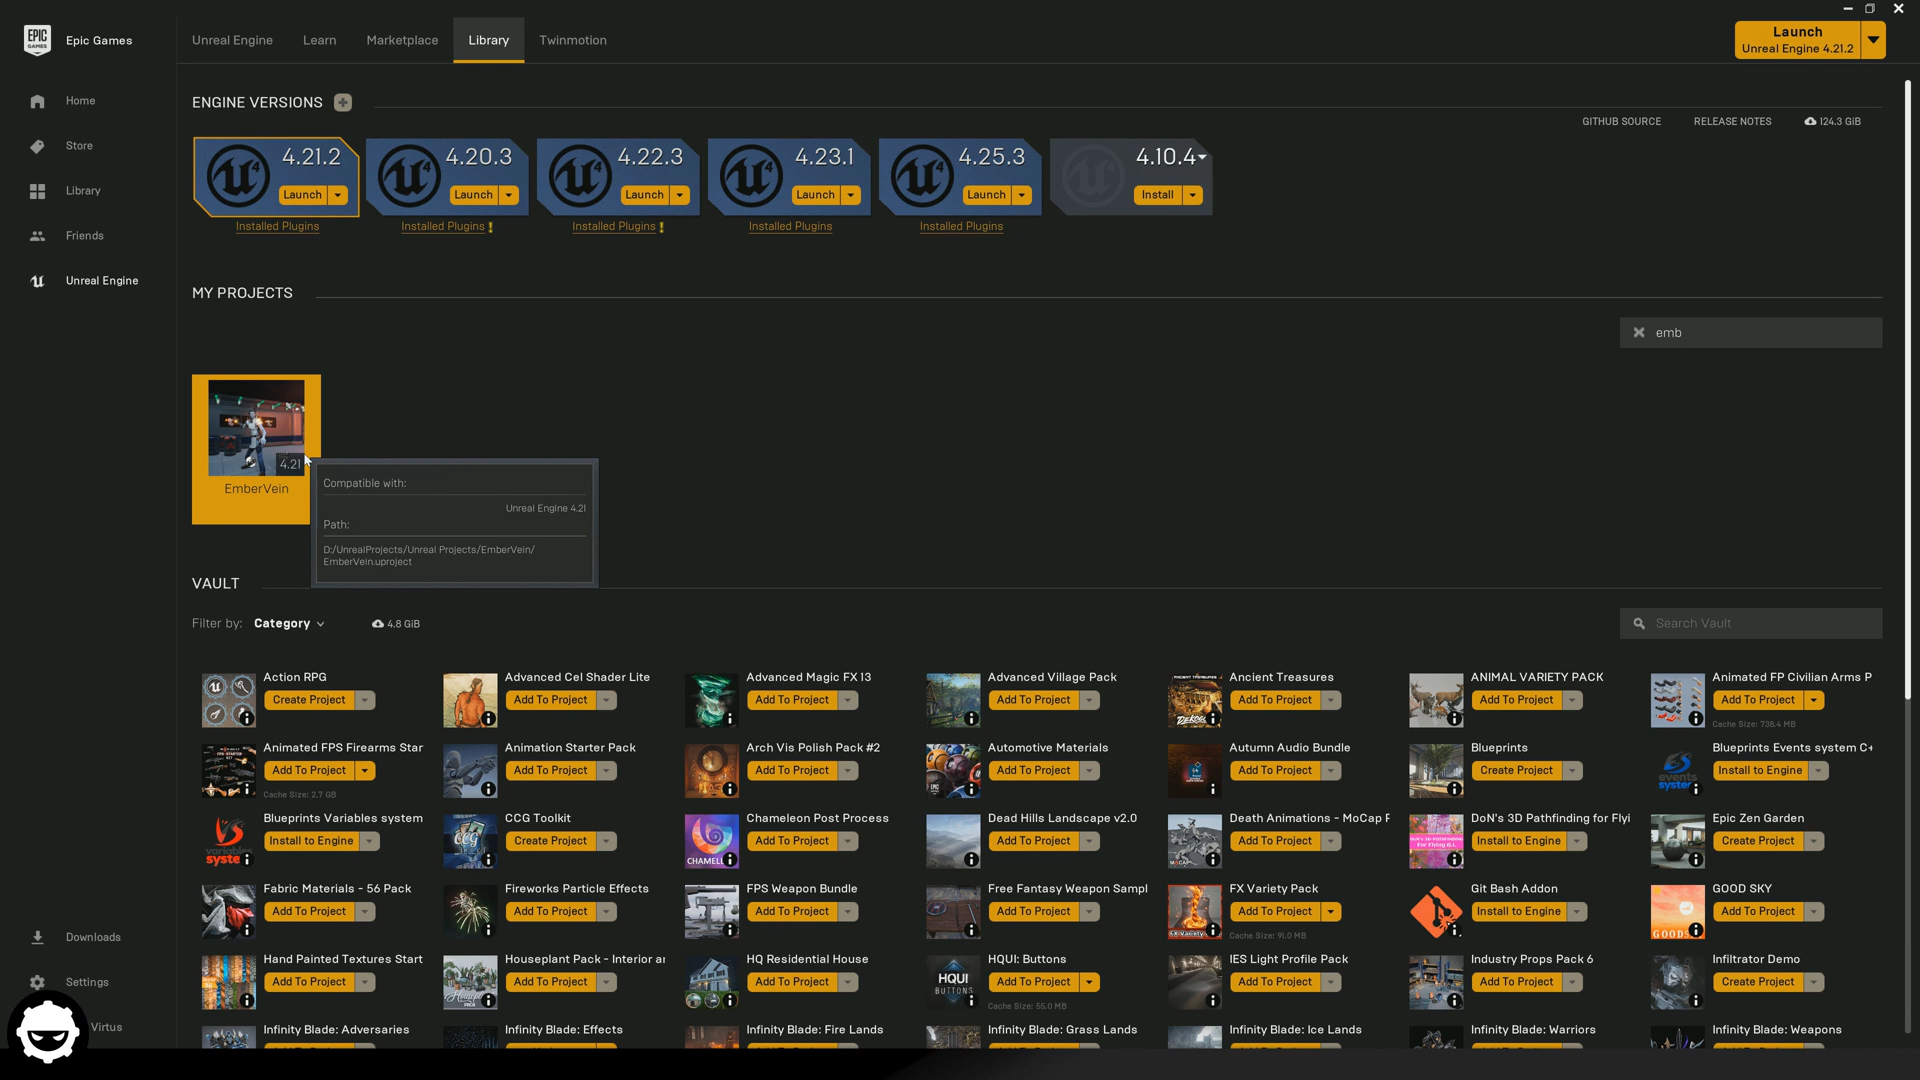 EPIC
GAMES
Epic Games
Unreal Engine
Learn
Marketplace
Library
Twinmotion
Launch
Unreal Engine 4.21.2
Home
Store
Library
Friends
Unreal Engine
Downloads
Settings
Virtus
ENGINE VERSIONS
GITHUB SOURCE
RELEASE NOTES
124.3 GiB
4.21.2
Launch
Installed Plugins
4.20.3
Launch
Installed Plugins !
4.22.3
Launch
Installed Plugins !
4.23.1
Launch
Installed Plugins
4.25.3
Launch
Installed Plugins
4.10.4
Install
MY PROJECTS
emb
4.21
EmberVein
Compatible with:
Unreal Engine 4.21
Path:
D:/UnrealProjects/Unreal Projects/EmberVein/
EmberVein.uproject
VAULT
Filter by:
Category
4.8 GiB
Search Vault
Action RPG
Create Project
Advanced Cel Shader Lite
Add To Project
Advanced Magic FX 13
Add To Project
Advanced Village Pack
Add To Project
Ancient Treasures
Add To Project
ANIMAL VARIETY PACK
Add To Project
Animated FP Civilian Arms P
Add To Project
Cache Size: 736.4 MB
Animated FPS Firearms Star
Add To Project
Cache Size: 2.7 GB
Animation Starter Pack
Add To Project
Arch Vis Polish Pack #2
Add To Project
Automotive Materials
Add To Project
Autumn Audio Bundle
Add To Project
Blueprints
Create Project
events
system
Blueprints Events system C+
Install to Engine
variables
syste
Blueprints Variables system
Install to Engine
CCG
CCG Toolkit
Create Project
CHAMEL
Chameleon Post Process
Add To Project
Dead Hills Landscape v2.0
Add To Project
MOCAP
Death Animations - MoCap P
Add To Project
DoN's 3D Pathfinding for Flyi
Install to Engine
Epic Zen Garden
Create Project
Fabric Materials - 56 Pack
Add To Project
Fireworks Particle Effects
Add To Project
FPS Weapon Bundle
Add To Project
Free Fantasy Weapon Sampl
Add To Project
FX Variety
FX Variety Pack
Add To Project
Cache Size: 91.0 MB
Git Bash Addon
Install to Engine
GOODS
GOOD SKY
Add To Project
Hand Painted Textures Start
Add To Project
Houseplant Pack - Interior ar
Add To Project
HQ Residential House
Add To Project
HQUI
BUTTONS
HQUI: Buttons
Add To Project
Cache Size: 55.0 MB
IES Light Profile Pack
Add To Project
Industry Props Pack 6
Add To Project
Infiltrator Demo
Create Project
Infinity Blade: Adversaries
Infinity Blade: Effects
Infinity Blade: Fire Lands
Infinity Blade: Grass Lands
Infinity Blade: Ice Lands
Infinity Blade: Warriors
Infinity Blade: Weapons